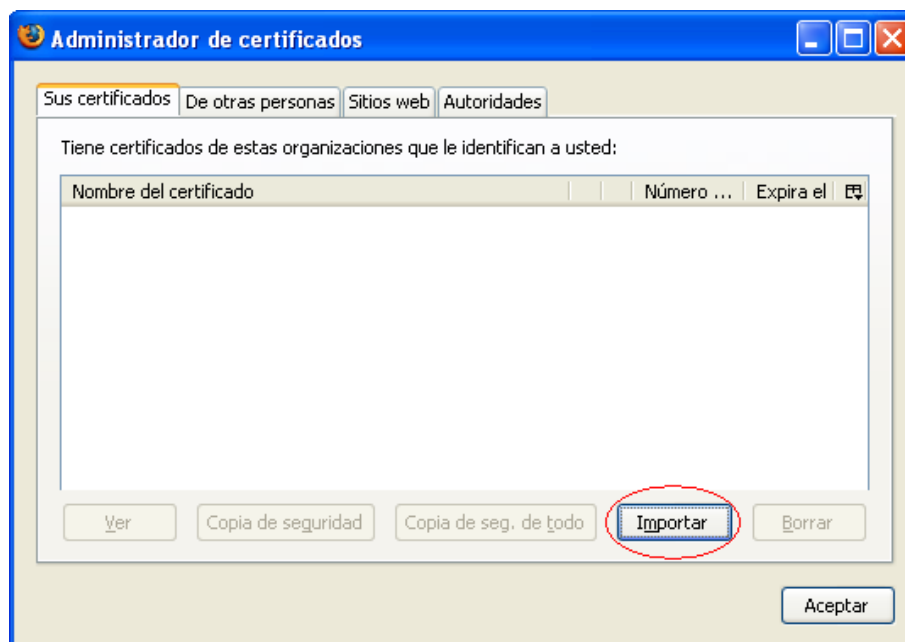 Administrador de certificados
Sus certificados De otras personas Sitios web Autoridades
Tiene certificados de estas organizaciones que le identifican a usted:
Nombre del certificado Número ... Expira el
Ver Copia de seguridad Copia de seg. de todo Importar Borrar
Aceptar